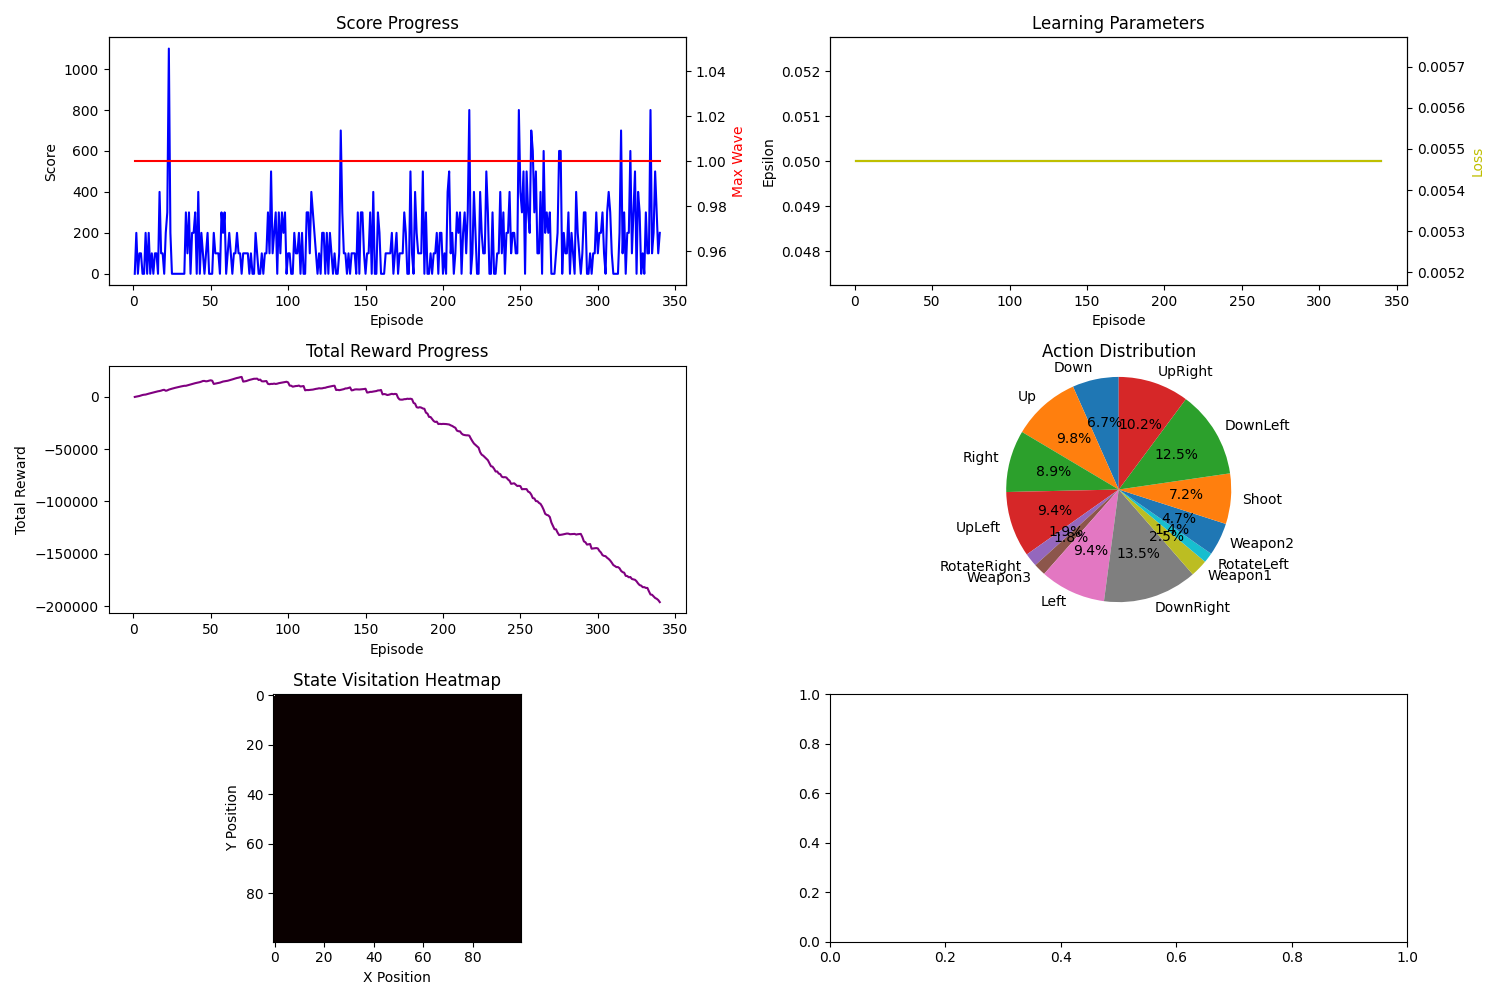 Score Progress
1000
800
600
400
200
0
Score
1.04
1.02
1.00
0.98
0.96
Max Wave
0 50 100 150 200 250 300 350
Episode
Learning Parameters
0.052
0.051
0.050
0.049
0.048
Epsilon
0.0057
0.0056
0.0055
0.0054
0.0053
0.0052
Loss
0 50 100 150 200 250 300 350
Episode
Total Reward Progress
0
−50000
−100000
−150000
−200000
Total Reward
0 50 100 150 200 250 300 350
Episode
Action Distribution
Down
6.7%
Up
9.8%
Right
8.9%
UpLeft
9.4%
RotateRight
1.9%
Weapon3
1.8%
Left
9.4%
DownRight
13.5%
Weapon1
2.5%
RotateLeft
1.4%
Weapon2
4.7%
Shoot
7.2%
DownLeft
12.5%
UpRight
10.2%
State Visitation Heatmap
0
20
40
60
80
Y Position
0 20 40 60 80
X Position
1.0
0.8
0.6
0.4
0.2
0.0
0.0 0.2 0.4 0.6 0.8 1.0